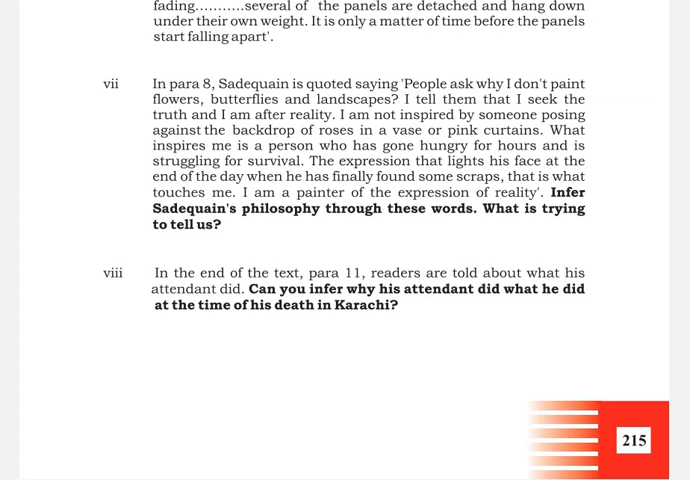 fading..........several of the panels are detached and hang down
under their own weight. It is only a matter of time before the panels
start falling apart'.
vii In para 8, Sadequain is quoted saying 'People ask why I don't paint
flowers, butterflies and landscapes? I tell them that I seek the
truth and I am after reality. I am not inspired by someone posing
against the backdrop of roses in a vase or pink curtains. What
inspires me is a person who has gone hungry for hours and is
struggling for survival. The expression that lights his face at the
end of the day when he has finally found some scraps, that is what
touches me. I am a painter of the expression of reality'. Infer
Sadequain's philosophy through these words. What is trying
to tell us?
viii In the end of the text, para 11, readers are told about what his
attendant did. Can you infer why his attendant did what he did
at the time of his death in Karachi?
215